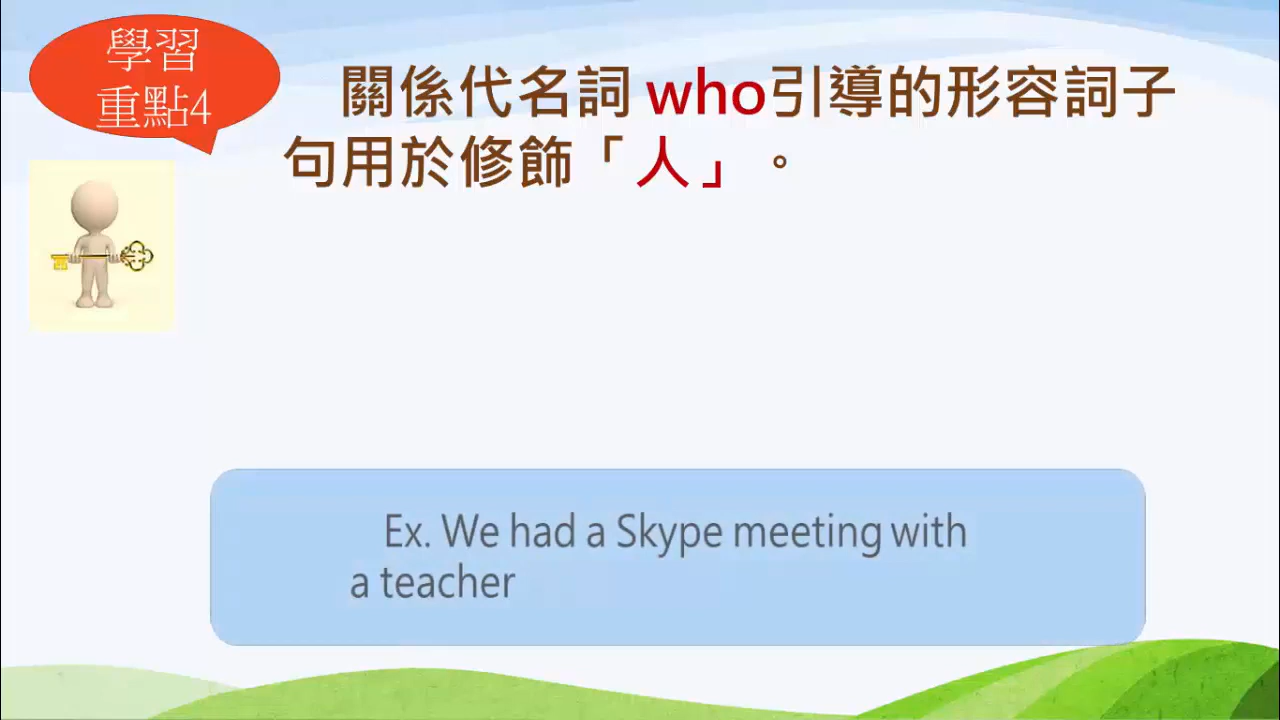 學習
重點4
關係代名詞 who引導的形容詞子
句用於修飾「人」。
Ex. We had a Skype meeting with
a teacher